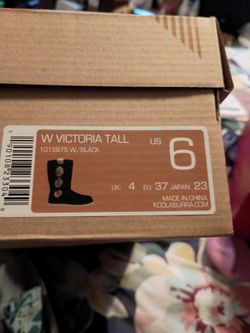 W VICTORIA TALL
1015975 W/BLACK
US 6
UK: 4 EU: 37 JAPAN: 23
MADE IN CHINA
KOOLABURRA.COM